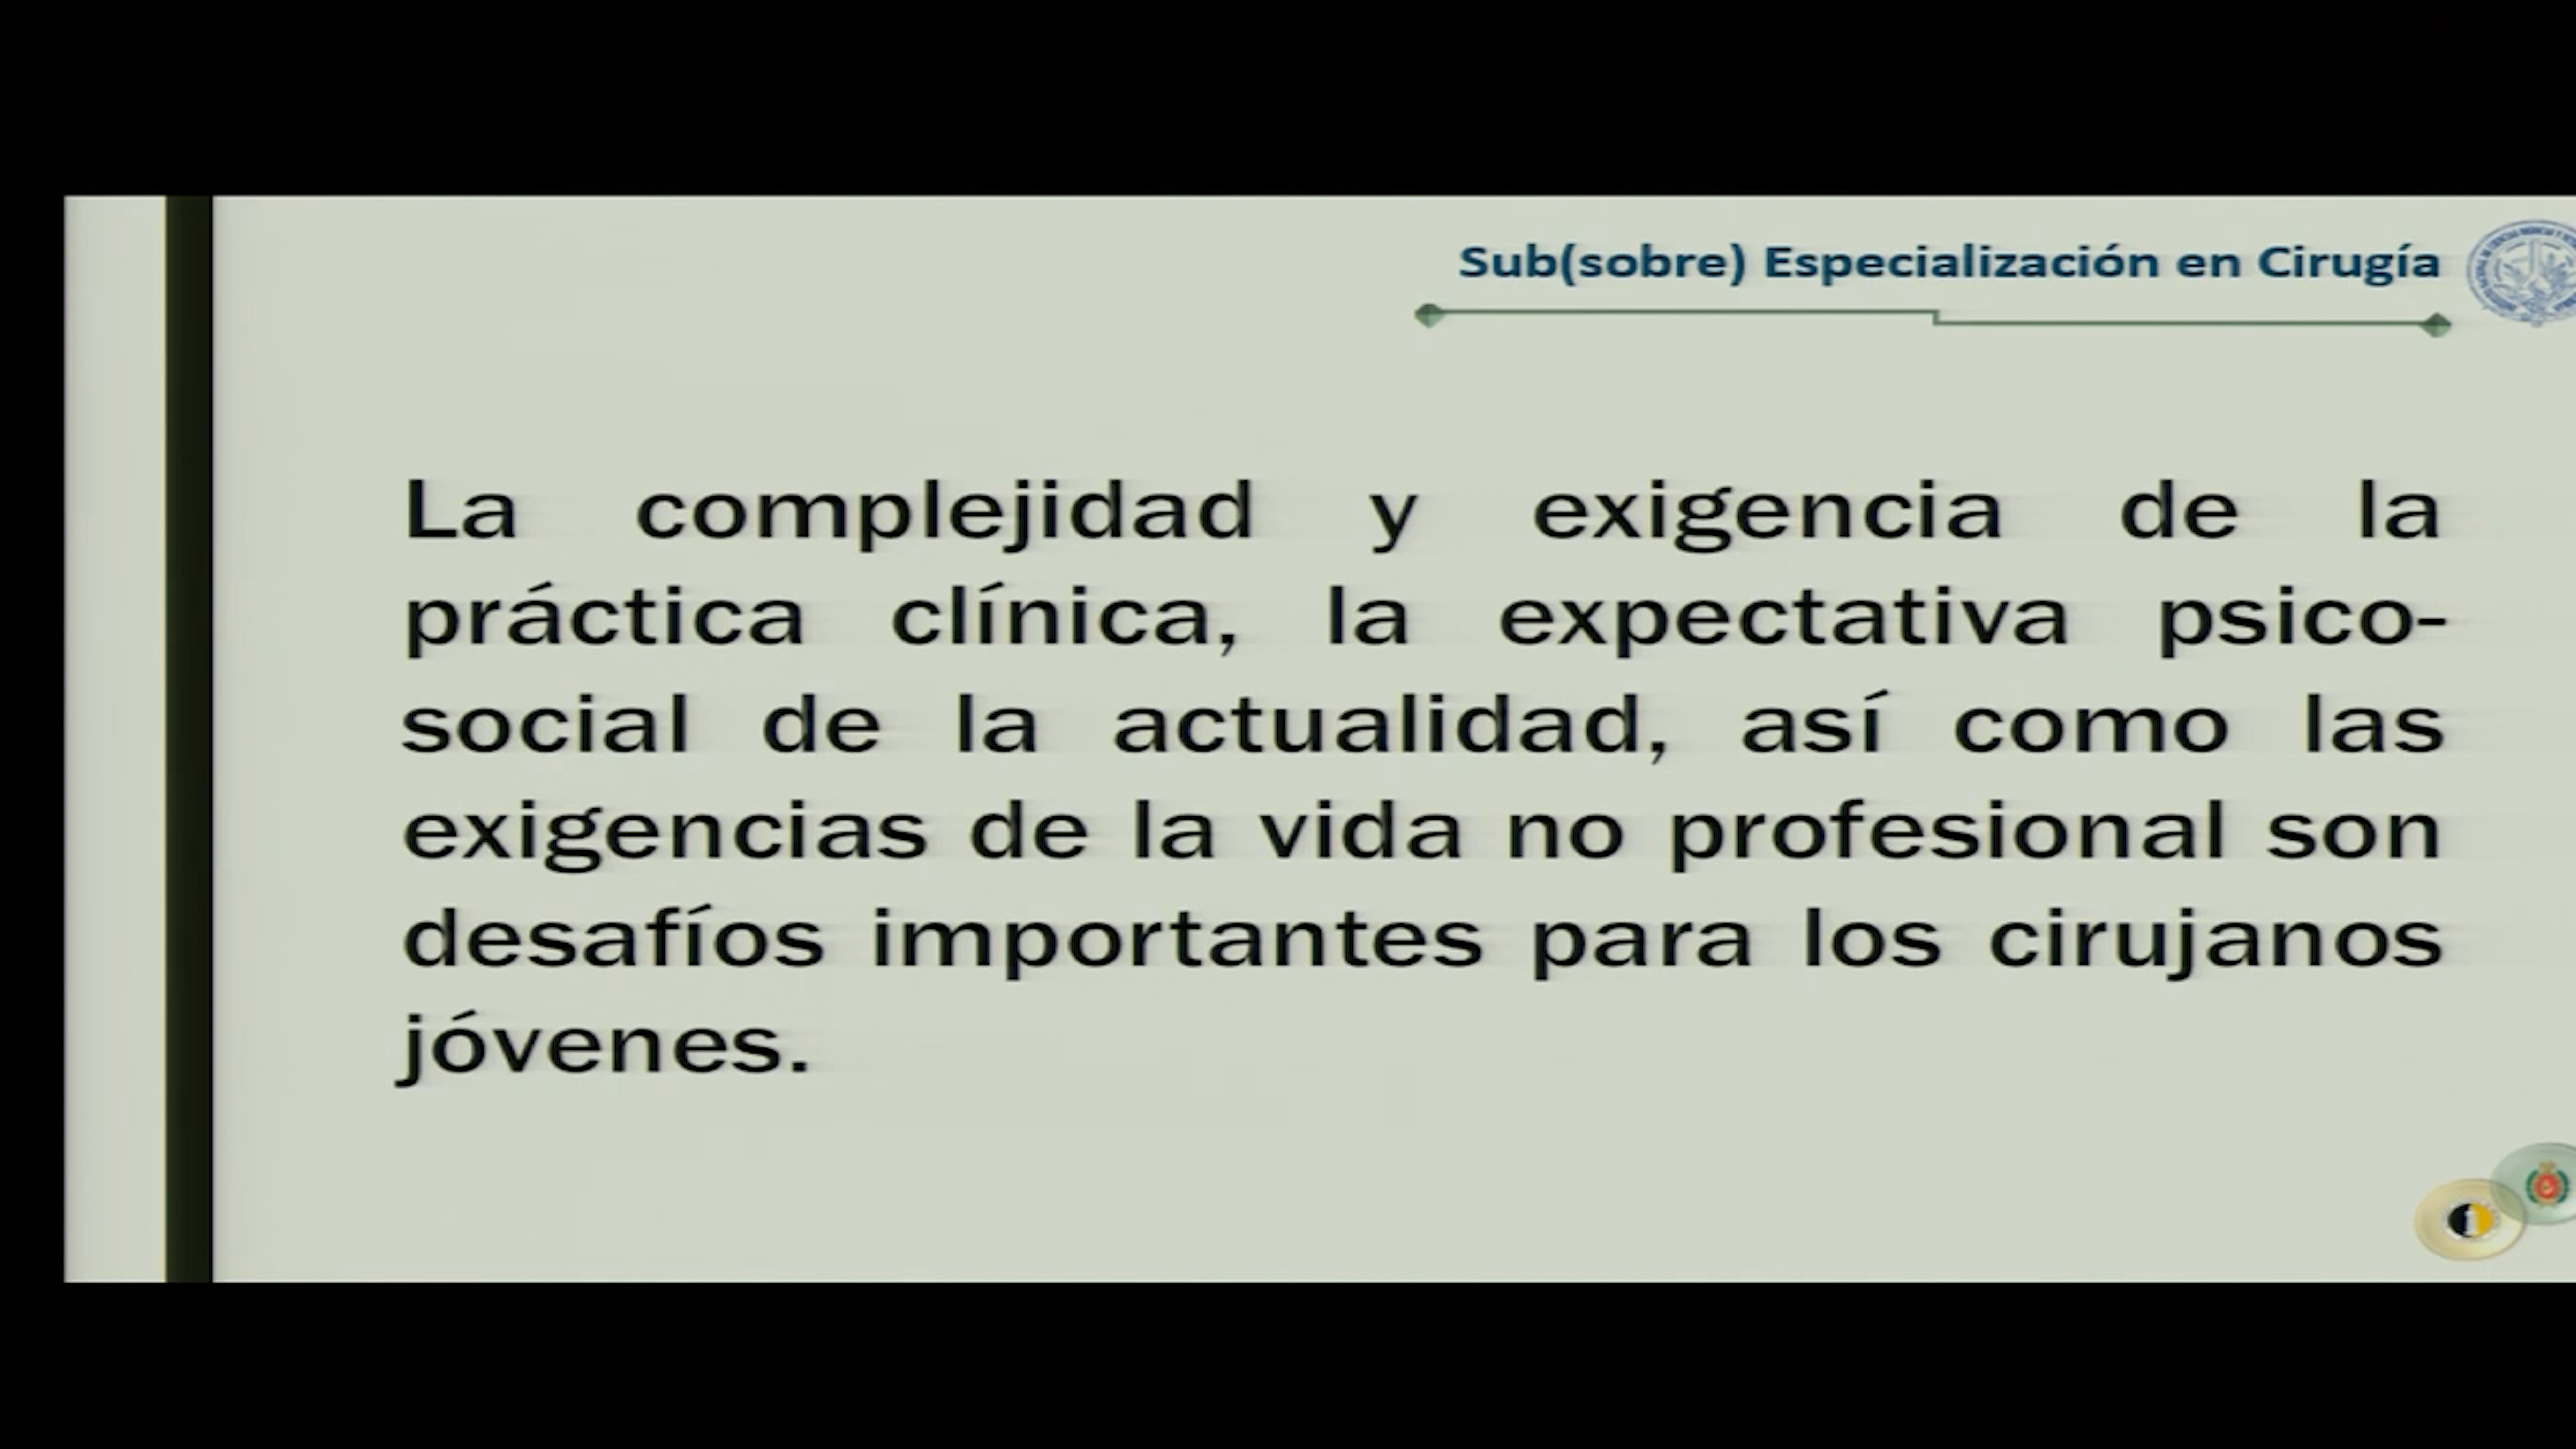 Sub(sobre) Especialización en Cirugía
La complejidad y exigencia de la
práctica clínica, la expectativa psico-
social de la actualidad, así como las
exigencias de la vida no profesional son
desafíos importantes para los cirujanos
jóvenes.